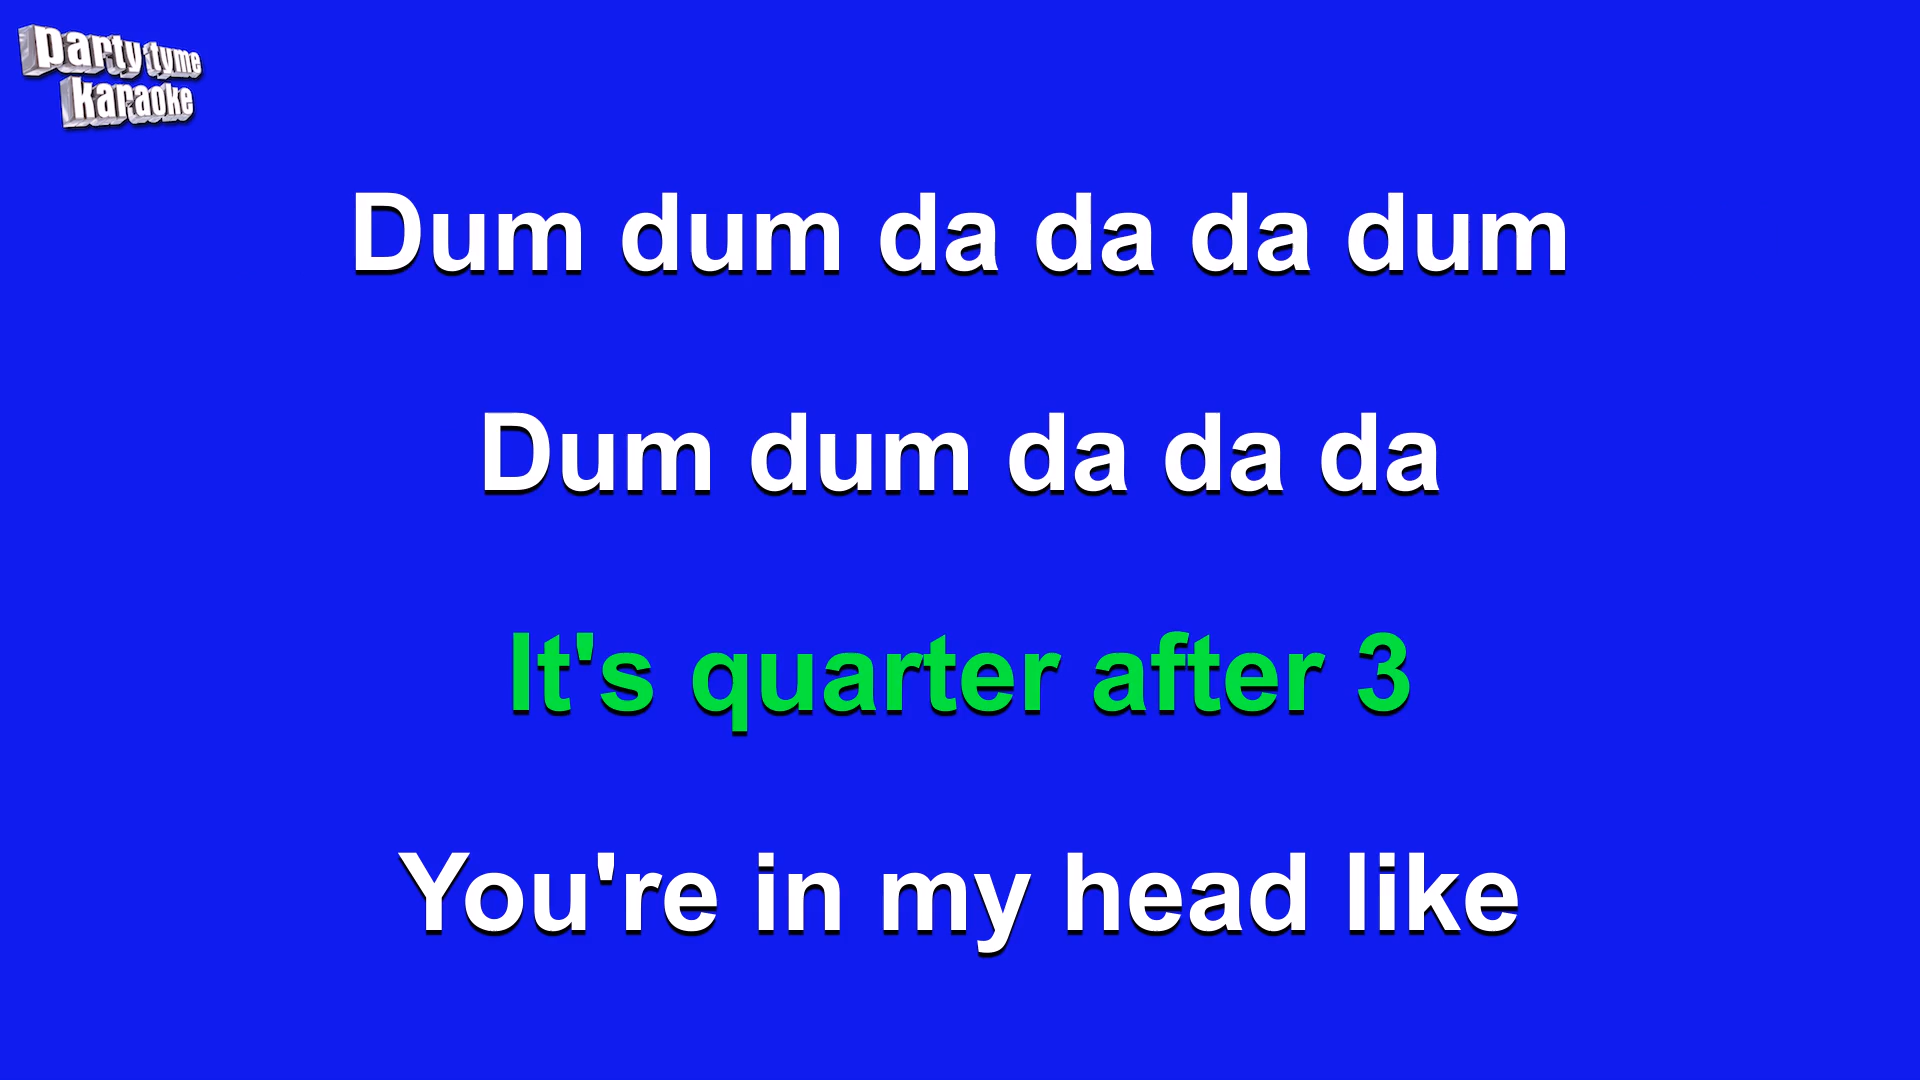 party tyme
karaoke
Dum dum da da da dum
Dum dum da da da
It's quarter after 3
You're in my head like